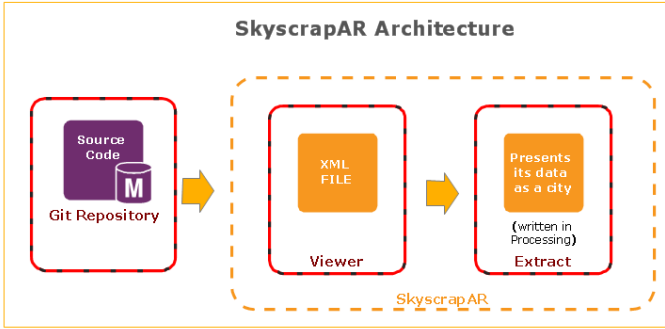 SkyscrapAR Architecture
Source
Code
M
Git Repository
XML
FILE
Viewer
Presents
its data
as a city
(written in
Processing)
Extract
SkyscrapAR